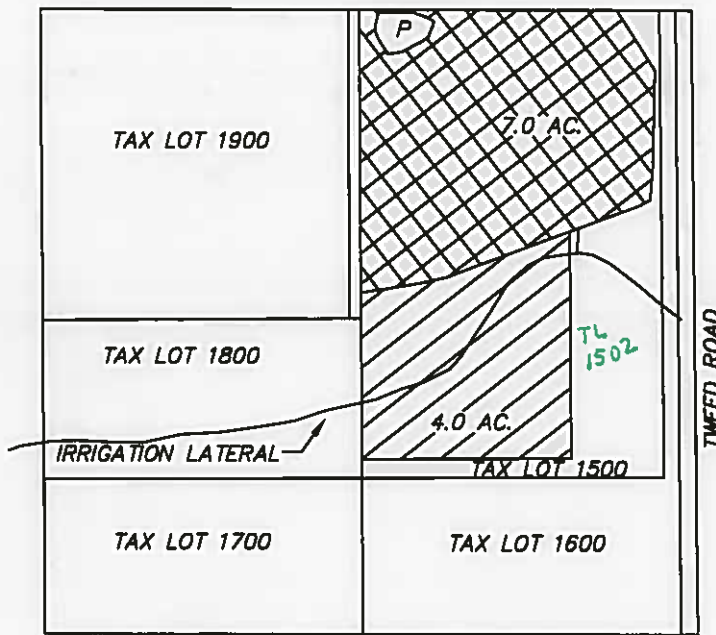 P
7.0 AC.
TAX LOT 1900
TL
1502
TAX LOT 1800
4.0 AC.
IRRIGATION LATERAL
TAX LOT 1500
TWEED ROAD
TAX LOT 1700
TAX LOT 1600